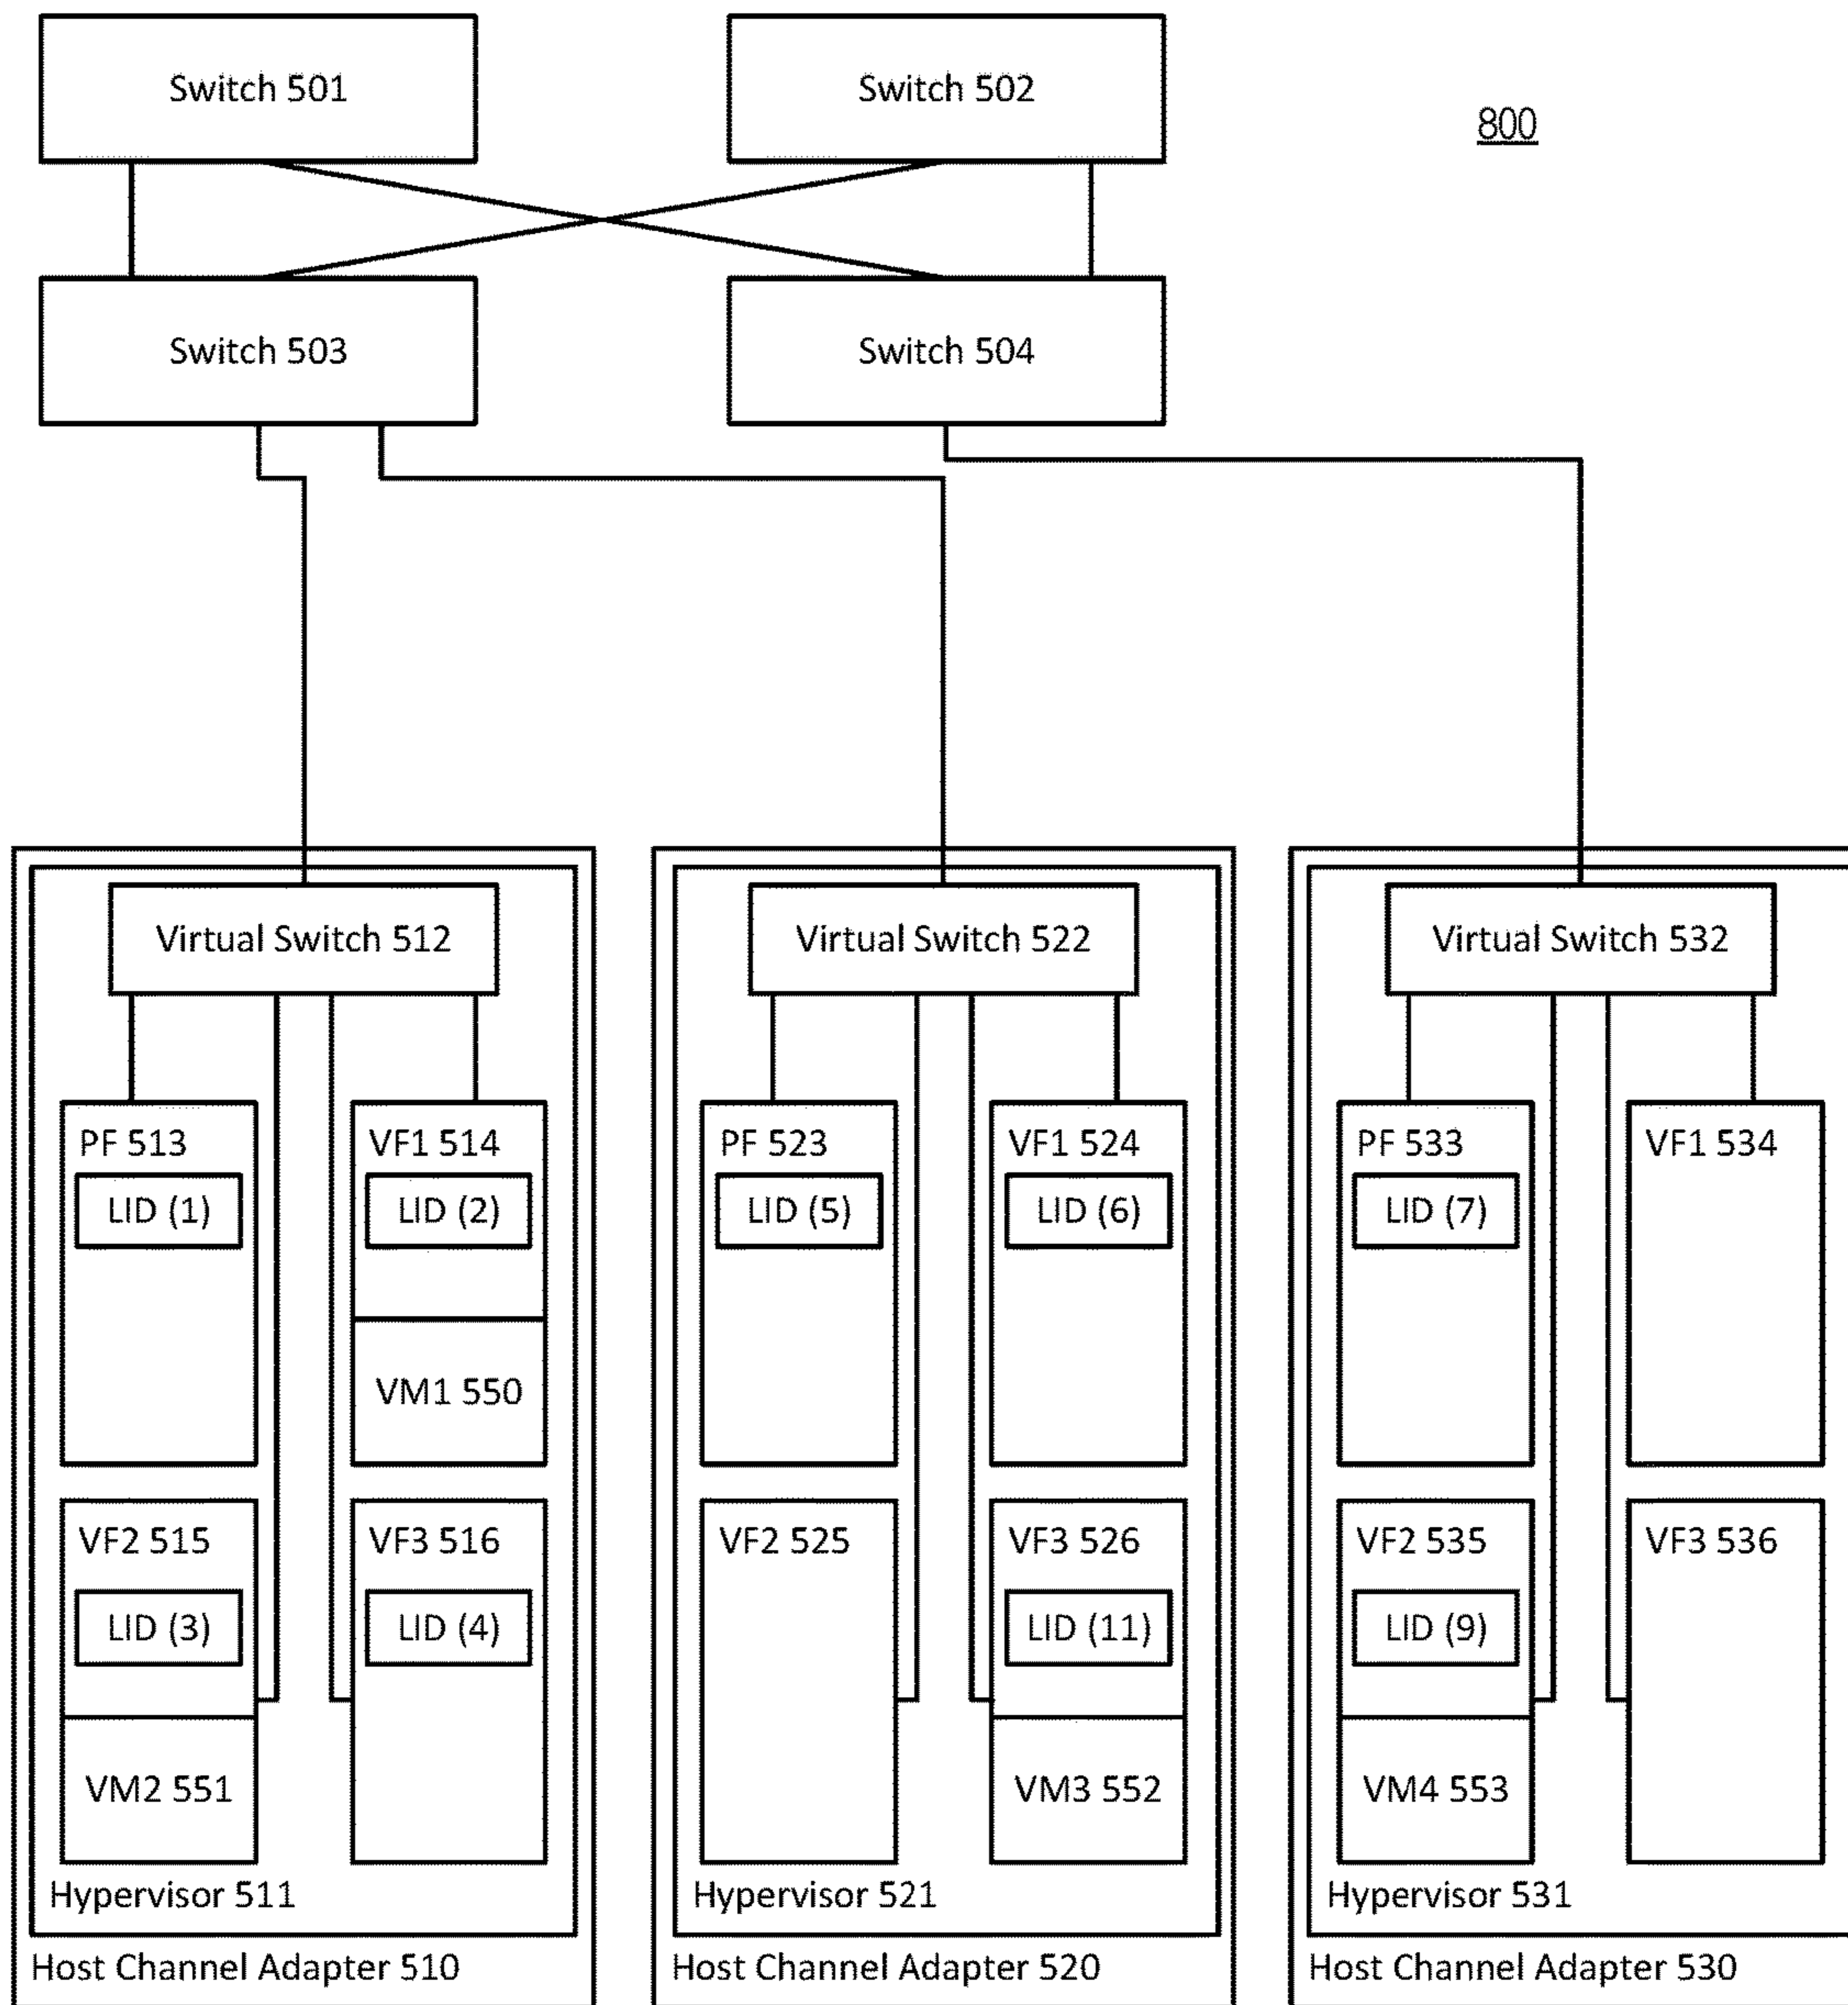 Switch 501
Switch 502
800
Switch 503
Switch 504
Virtual Switch 512
Virtual Switch 522
Virtual Switch 532
PF 513
LID (1)
VF1 514
LID (2)
VM1 550
VF2 515
LID (3)
VM2 551
VF3 516
LID (4)
Hypervisor 511
Host Channel Adapter 510
PF 523
LID (5)
VF1 524
LID (6)
VF2 525
VF3 526
LID (11)
VM3 552
Hypervisor 521
Host Channel Adapter 520
PF 533
LID (7)
VF1 534
VF2 535
LID (9)
VM4 553
VF3 536
Hypervisor 531
Host Channel Adapter 530